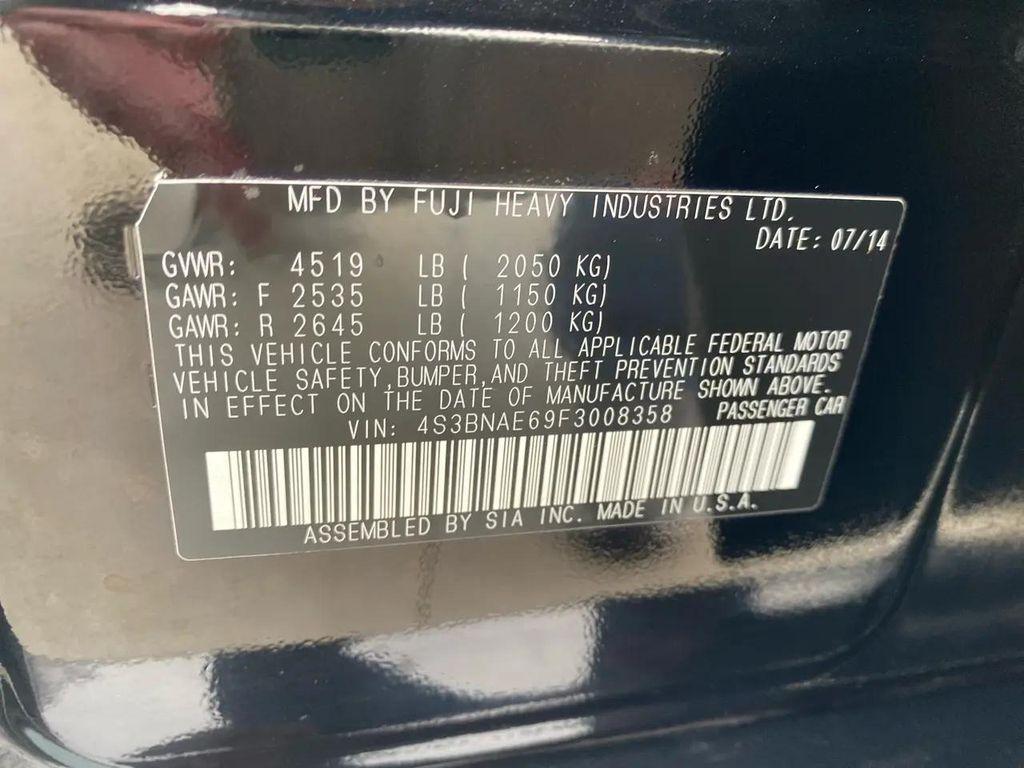 MFD BY FUJI HEAVY INDUSTRIES LTD.
DATE: 07/14
GVWR: 4519 LB ( 2050 KG)
GAWR: F 2535 LB ( 1150 KG)
GAWR: R 2645 LB ( 1200 KG)
THIS VEHICLE CONFORMS TO ALL APPLICABLE FEDERAL MOTOR
VEHICLE SAFETY, BUMPER, AND THEFT PREVENTION STANDARDS
IN EFFECT ON THE DATE OF MANUFACTURE SHOWN ABOVE.
VIN: 4S3BNAE69F3008358 PASSENGER CAR
ASSEMBLED BY SIA INC. MADE IN U.S.A.